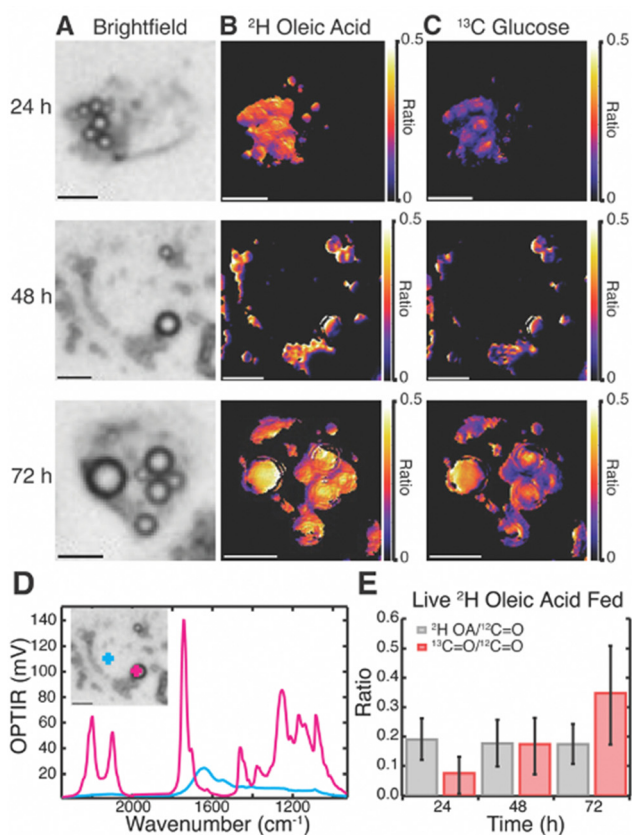 A Brightfield B ²H Oleic Acid C ¹³C Glucose
24 h
0.5
Ratio
0
0.5
Ratio
0
48 h
0.5
Ratio
0
0.5
Ratio
0
72 h
0.5
Ratio
0
0.5
Ratio
0
D
140
120
100
80
60
40
20
OPTIR (mV)
2000 1600 1200
Wavenumber (cm⁻¹)
E Live ²H Oleic Acid Fed
²H OA/¹²C=O
¹³C=O/¹²C=O
0.6
0.5
0.4
0.3
0.2
0.1
0.0
Ratio
24 48 72
Time (h)